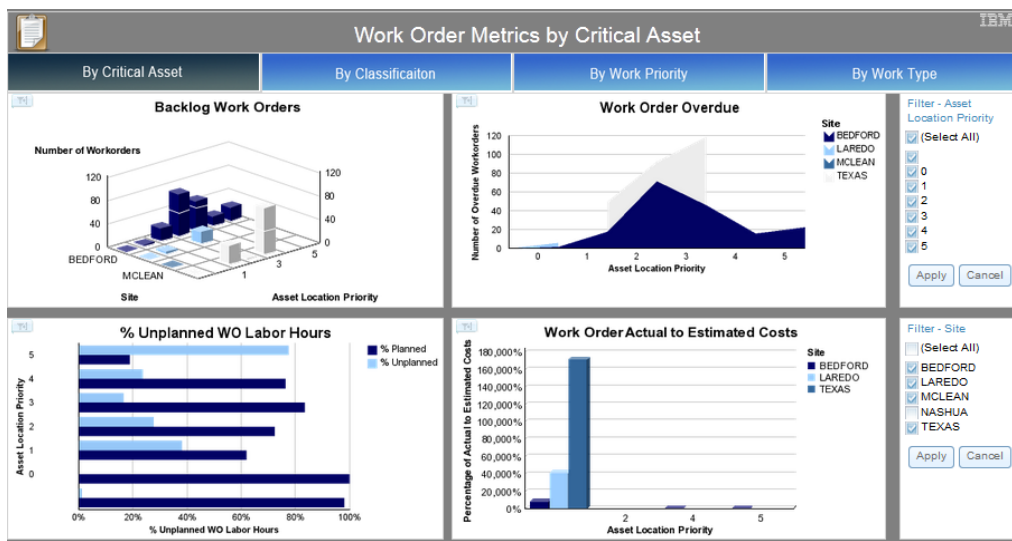 Work Order Metrics by Critical Asset
IBM
By Critical Asset
By Classificaiton
By Work Priority
By Work Type
Backlog Work Orders
Number of Workorders
120
80
40
0
120
80
40
0
BEDFORD
MCLEAN
1
3
5
Site
Asset Location Priority
Work Order Overdue
Number of Overdue Workorders
120
100
80
60
40
20
0
0
1
2
3
4
5
Asset Location Priority
Site
BEDFORD
LAREDO
MCLEAN
TEXAS
Filter - Asset
Location Priority
(Select All)
0
1
2
3
4
5
Apply
Cancel
% Unplanned WO Labor Hours
Asset Location Priority
5
4
3
2
1
0
0%
20%
40%
60%
80%
100%
% Unplanned WO Labor Hours
% Planned
% Unplanned
Work Order Actual to Estimated Costs
Percentage of Actual to Estimated Costs
180,000%
160,000%
140,000%
120,000%
100,000%
80,000%
60,000%
40,000%
20,000%
0%
2
4
5
Asset Location Priority
Site
BEDFORD
LAREDO
TEXAS
Filter - Site
(Select All)
BEDFORD
LAREDO
MCLEAN
NASHUA
TEXAS
Apply
Cancel